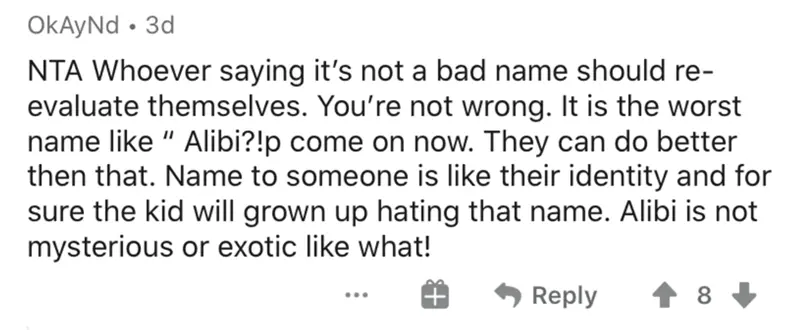 OkAyNd • 3d
NTA Whoever saying it’s not a bad name should re-
evaluate themselves. You’re not wrong. It is the worst
name like “ Alibi?!p come on now. They can do better
then that. Name to someone is like their identity and for
sure the kid will grown up hating that name. Alibi is not
mysterious or exotic like what!
Reply 8